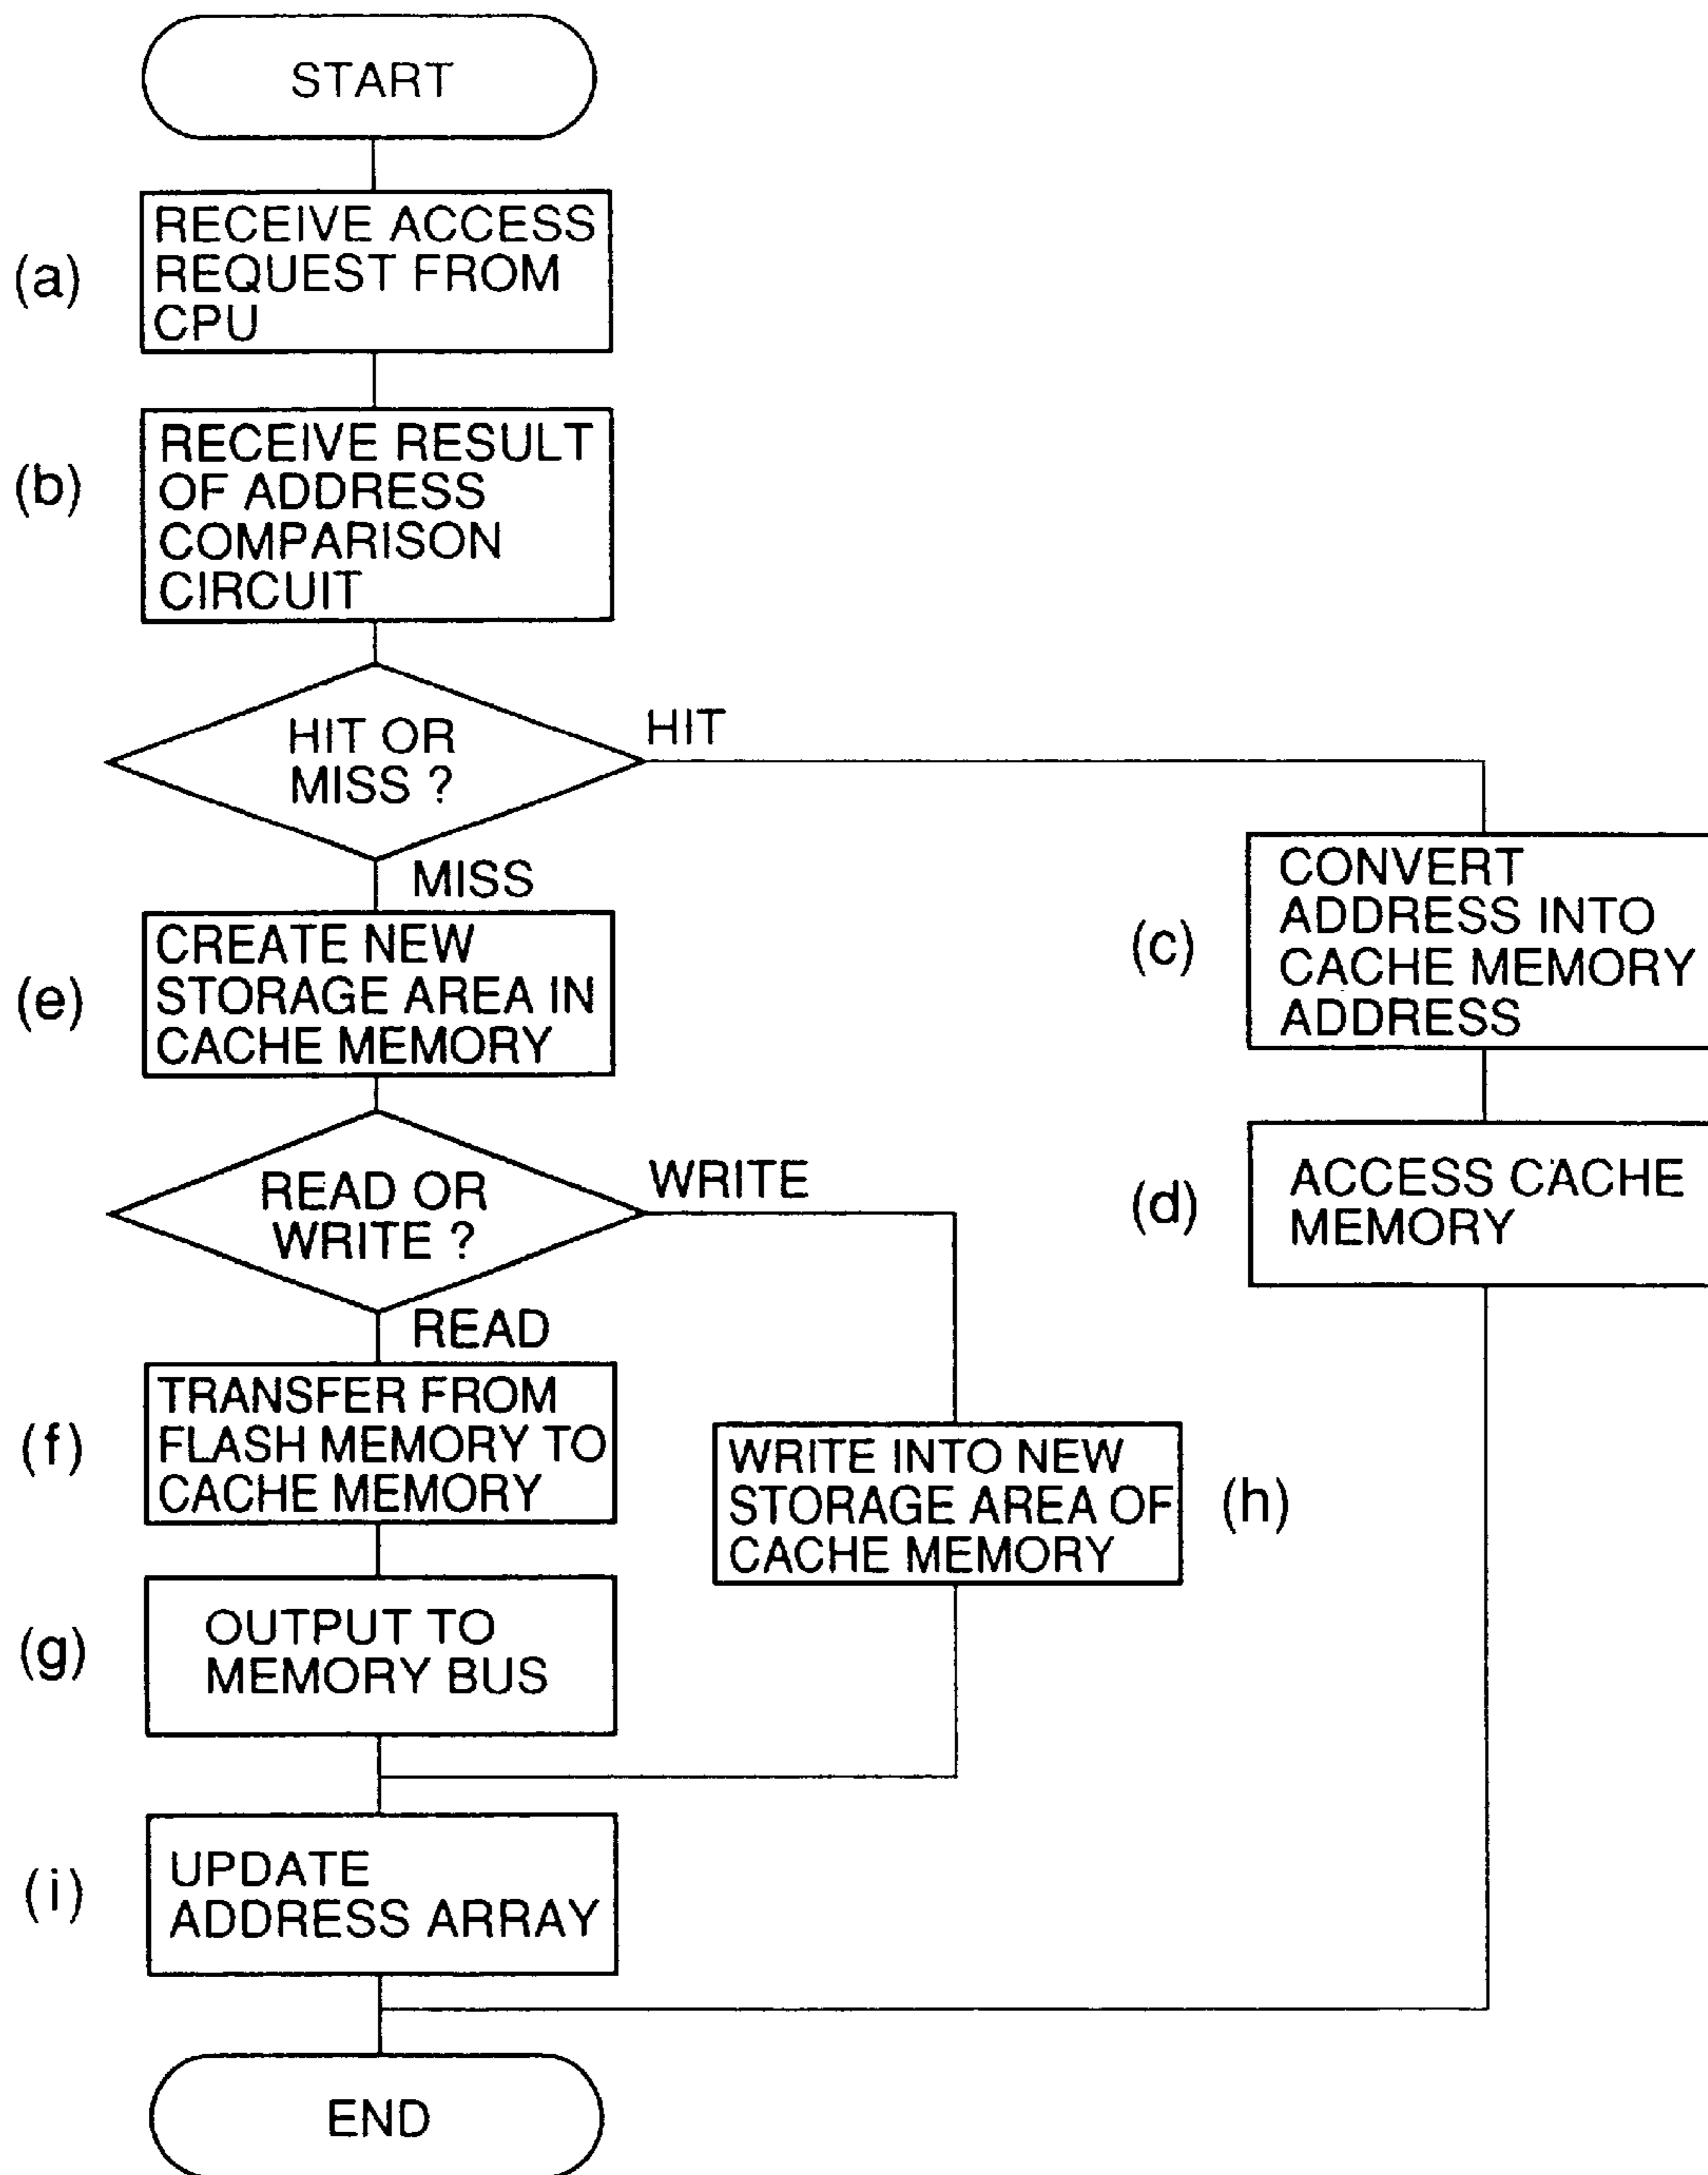 START
(a)
RECEIVE ACCESS
REQUEST FROM
CPU
(b)
RECEIVE RESULT
OF ADDRESS
COMPARISON
CIRCUIT
HIT OR
MISS ?
HIT
MISS
(c)
CONVERT
ADDRESS INTO
CACHE MEMORY
ADDRESS
(e)
CREATE NEW
STORAGE AREA IN
CACHE MEMORY
(d)
ACCESS CACHE
MEMORY
READ OR
WRITE ?
WRITE
READ
(f)
TRANSFER FROM
FLASH MEMORY TO
CACHE MEMORY
WRITE INTO NEW
STORAGE AREA OF
CACHE MEMORY
(h)
(g)
OUTPUT TO
MEMORY BUS
(i)
UPDATE
ADDRESS ARRAY
END